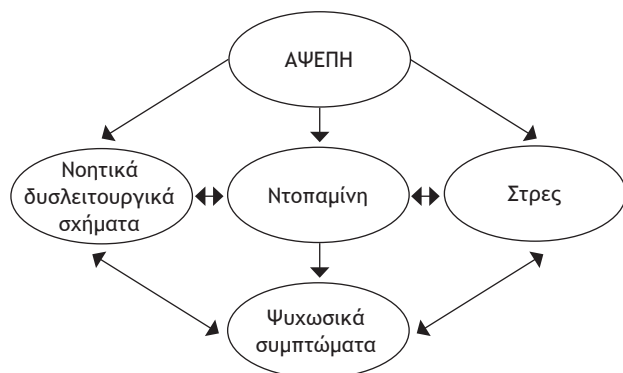 ΑΨΕΠΗ
Νοητικά
δυσλειτουργικά
σχήματα
Ντοπαμίνη
Στρες
Ψυχωσικά
συμπτώματα